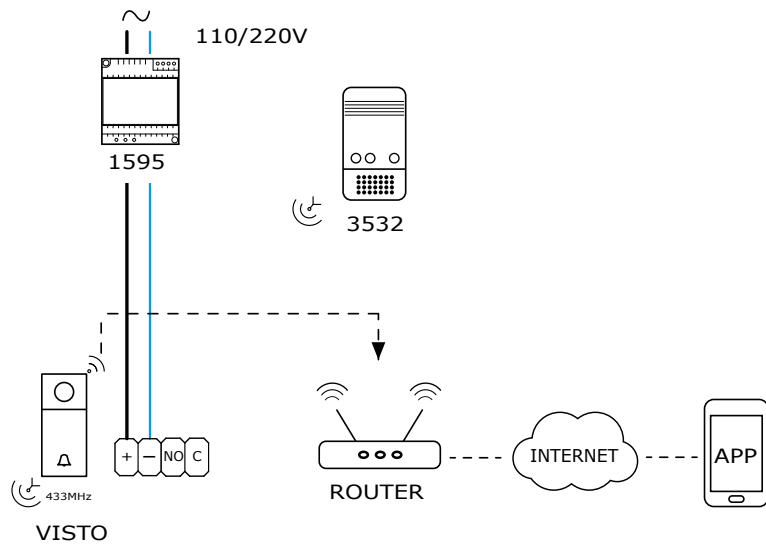 110/220V
1595
3532
+ — NO C
433MHz
VISTO
ROUTER
INTERNET
APP